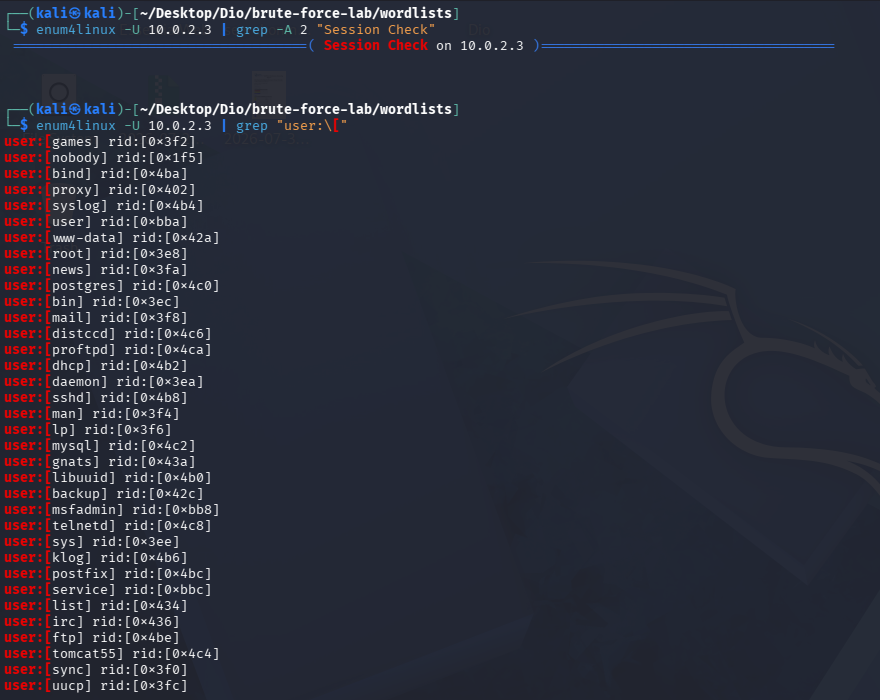 ┌──(kali㉿kali)-[~/Desktop/Dio/brute-force-lab/wordlists]
└─$ enum4linux -U 10.0.2.3 | grep -A 2 "Session Check"
═══════════════════════════════════( Session Check on 10.0.2.3 )═══════════════════════════════════
┌──(kali㉿kali)-[~/Desktop/Dio/brute-force-lab/wordlists]
└─$ enum4linux -U 10.0.2.3 | grep "user:\["
user:[games] rid:[0×3f2]
user:[nobody] rid:[0×1f5]
user:[bind] rid:[0×4ba]
user:[proxy] rid:[0×402]
user:[syslog] rid:[0×4b4]
user:[user] rid:[0×bba]
user:[www-data] rid:[0×42a]
user:[root] rid:[0×3e8]
user:[news] rid:[0×3fa]
user:[postgres] rid:[0×4c0]
user:[bin] rid:[0×3ec]
user:[mail] rid:[0×3f8]
user:[distccd] rid:[0×4c6]
user:[proftpd] rid:[0×4ca]
user:[dhcp] rid:[0×4b2]
user:[daemon] rid:[0×3ea]
user:[sshd] rid:[0×4b8]
user:[man] rid:[0×3f4]
user:[lp] rid:[0×3f6]
user:[mysql] rid:[0×4c2]
user:[gnats] rid:[0×43a]
user:[libuuid] rid:[0×4b0]
user:[backup] rid:[0×42c]
user:[msfadmin] rid:[0×bb8]
user:[telnetd] rid:[0×4c8]
user:[sys] rid:[0×3ee]
user:[klog] rid:[0×4b6]
user:[postfix] rid:[0×4bc]
user:[service] rid:[0×bbc]
user:[list] rid:[0×434]
user:[irc] rid:[0×436]
user:[ftp] rid:[0×4be]
user:[tomcat55] rid:[0×4c4]
user:[sync] rid:[0×3f0]
user:[uucp] rid:[0×3fc]